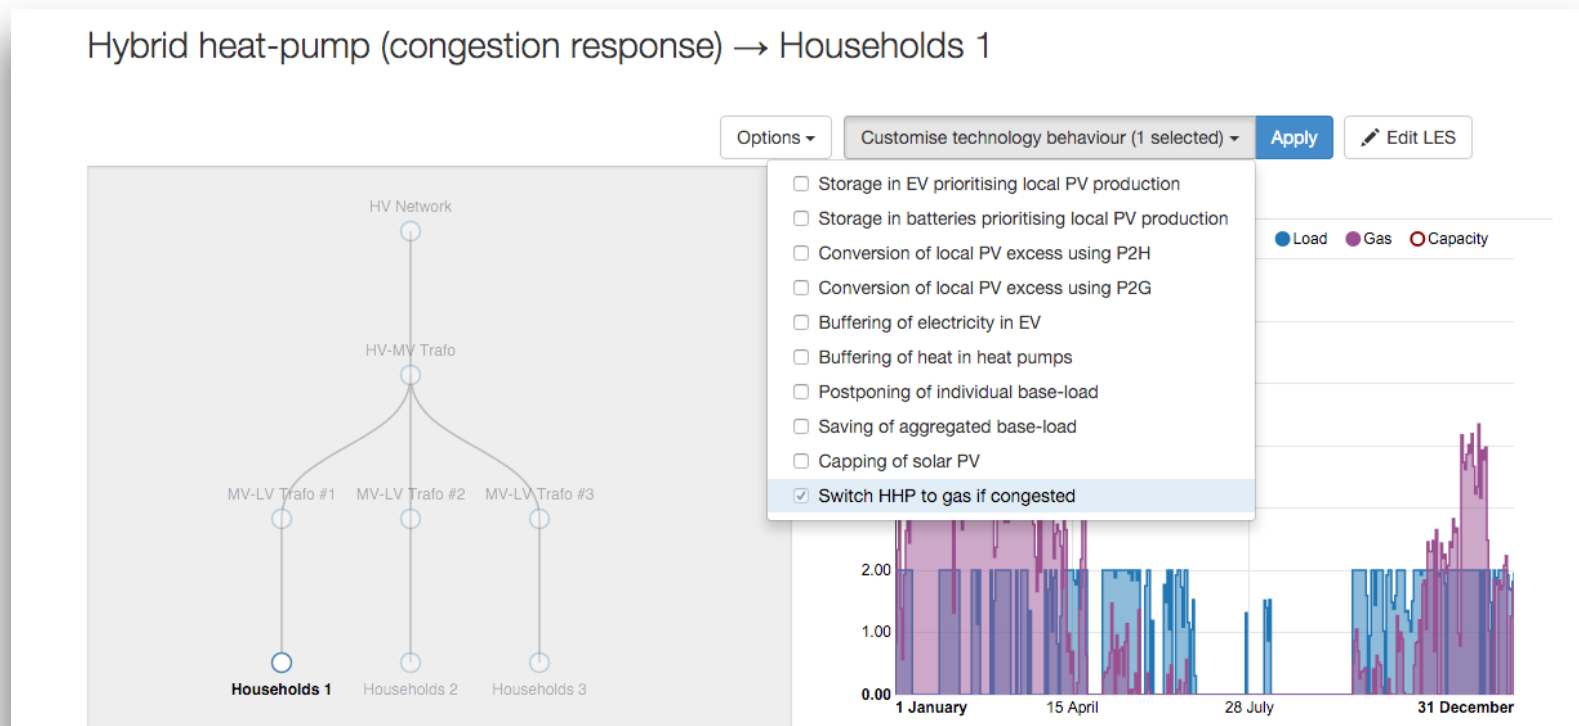 Hybrid heat-pump (congestion response) → Households 1
Options
Customise technology behaviour (1 selected)
Apply
Edit LES
Storage in EV prioritising local PV production
Storage in batteries prioritising local PV production
Conversion of local PV excess using P2H
Conversion of local PV excess using P2G
Buffering of electricity in EV
Buffering of heat in heat pumps
Postponing of individual base-load
Saving of aggregated base-load
Capping of solar PV
Switch HHP to gas if congested
HV Network
HV-MV Trafo
MV-LV Trafo #1 MV-LV Trafo #2 MV-LV Trafo #3
Households 1 Households 2 Households 3
Load Gas Capacity
2.00
1.00
0.00
1 January 15 April 28 July 31 December